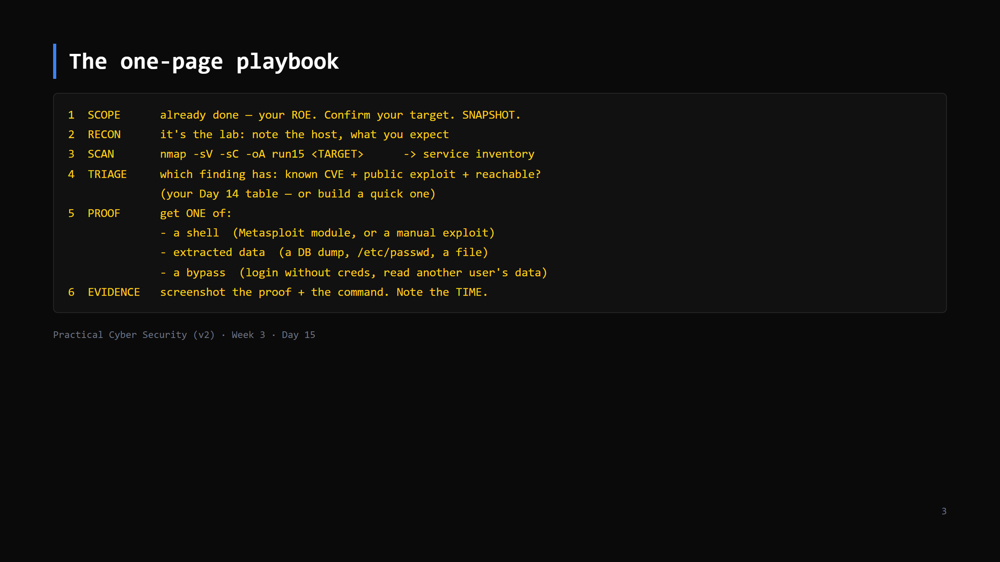 The one-page playbook
1  SCOPE     already done — your ROE. Confirm your target. SNAPSHOT.
2  RECON     it's the lab: note the host, what you expect
3  SCAN      nmap -sV -sC -oA run15 <TARGET>      -> service inventory
4  TRIAGE    which finding has: known CVE + public exploit + reachable?
           (your Day 14 table — or build a quick one)
5  PROOF     get ONE of:
           - a shell  (Metasploit module, or a manual exploit)
           - extracted data  (a DB dump, /etc/passwd, a file)
           - a bypass  (login without creds, read another user's data)
6  EVIDENCE  screenshot the proof + the command. Note the TIME.
Practical Cyber Security (v2) · Week 3 · Day 15
3